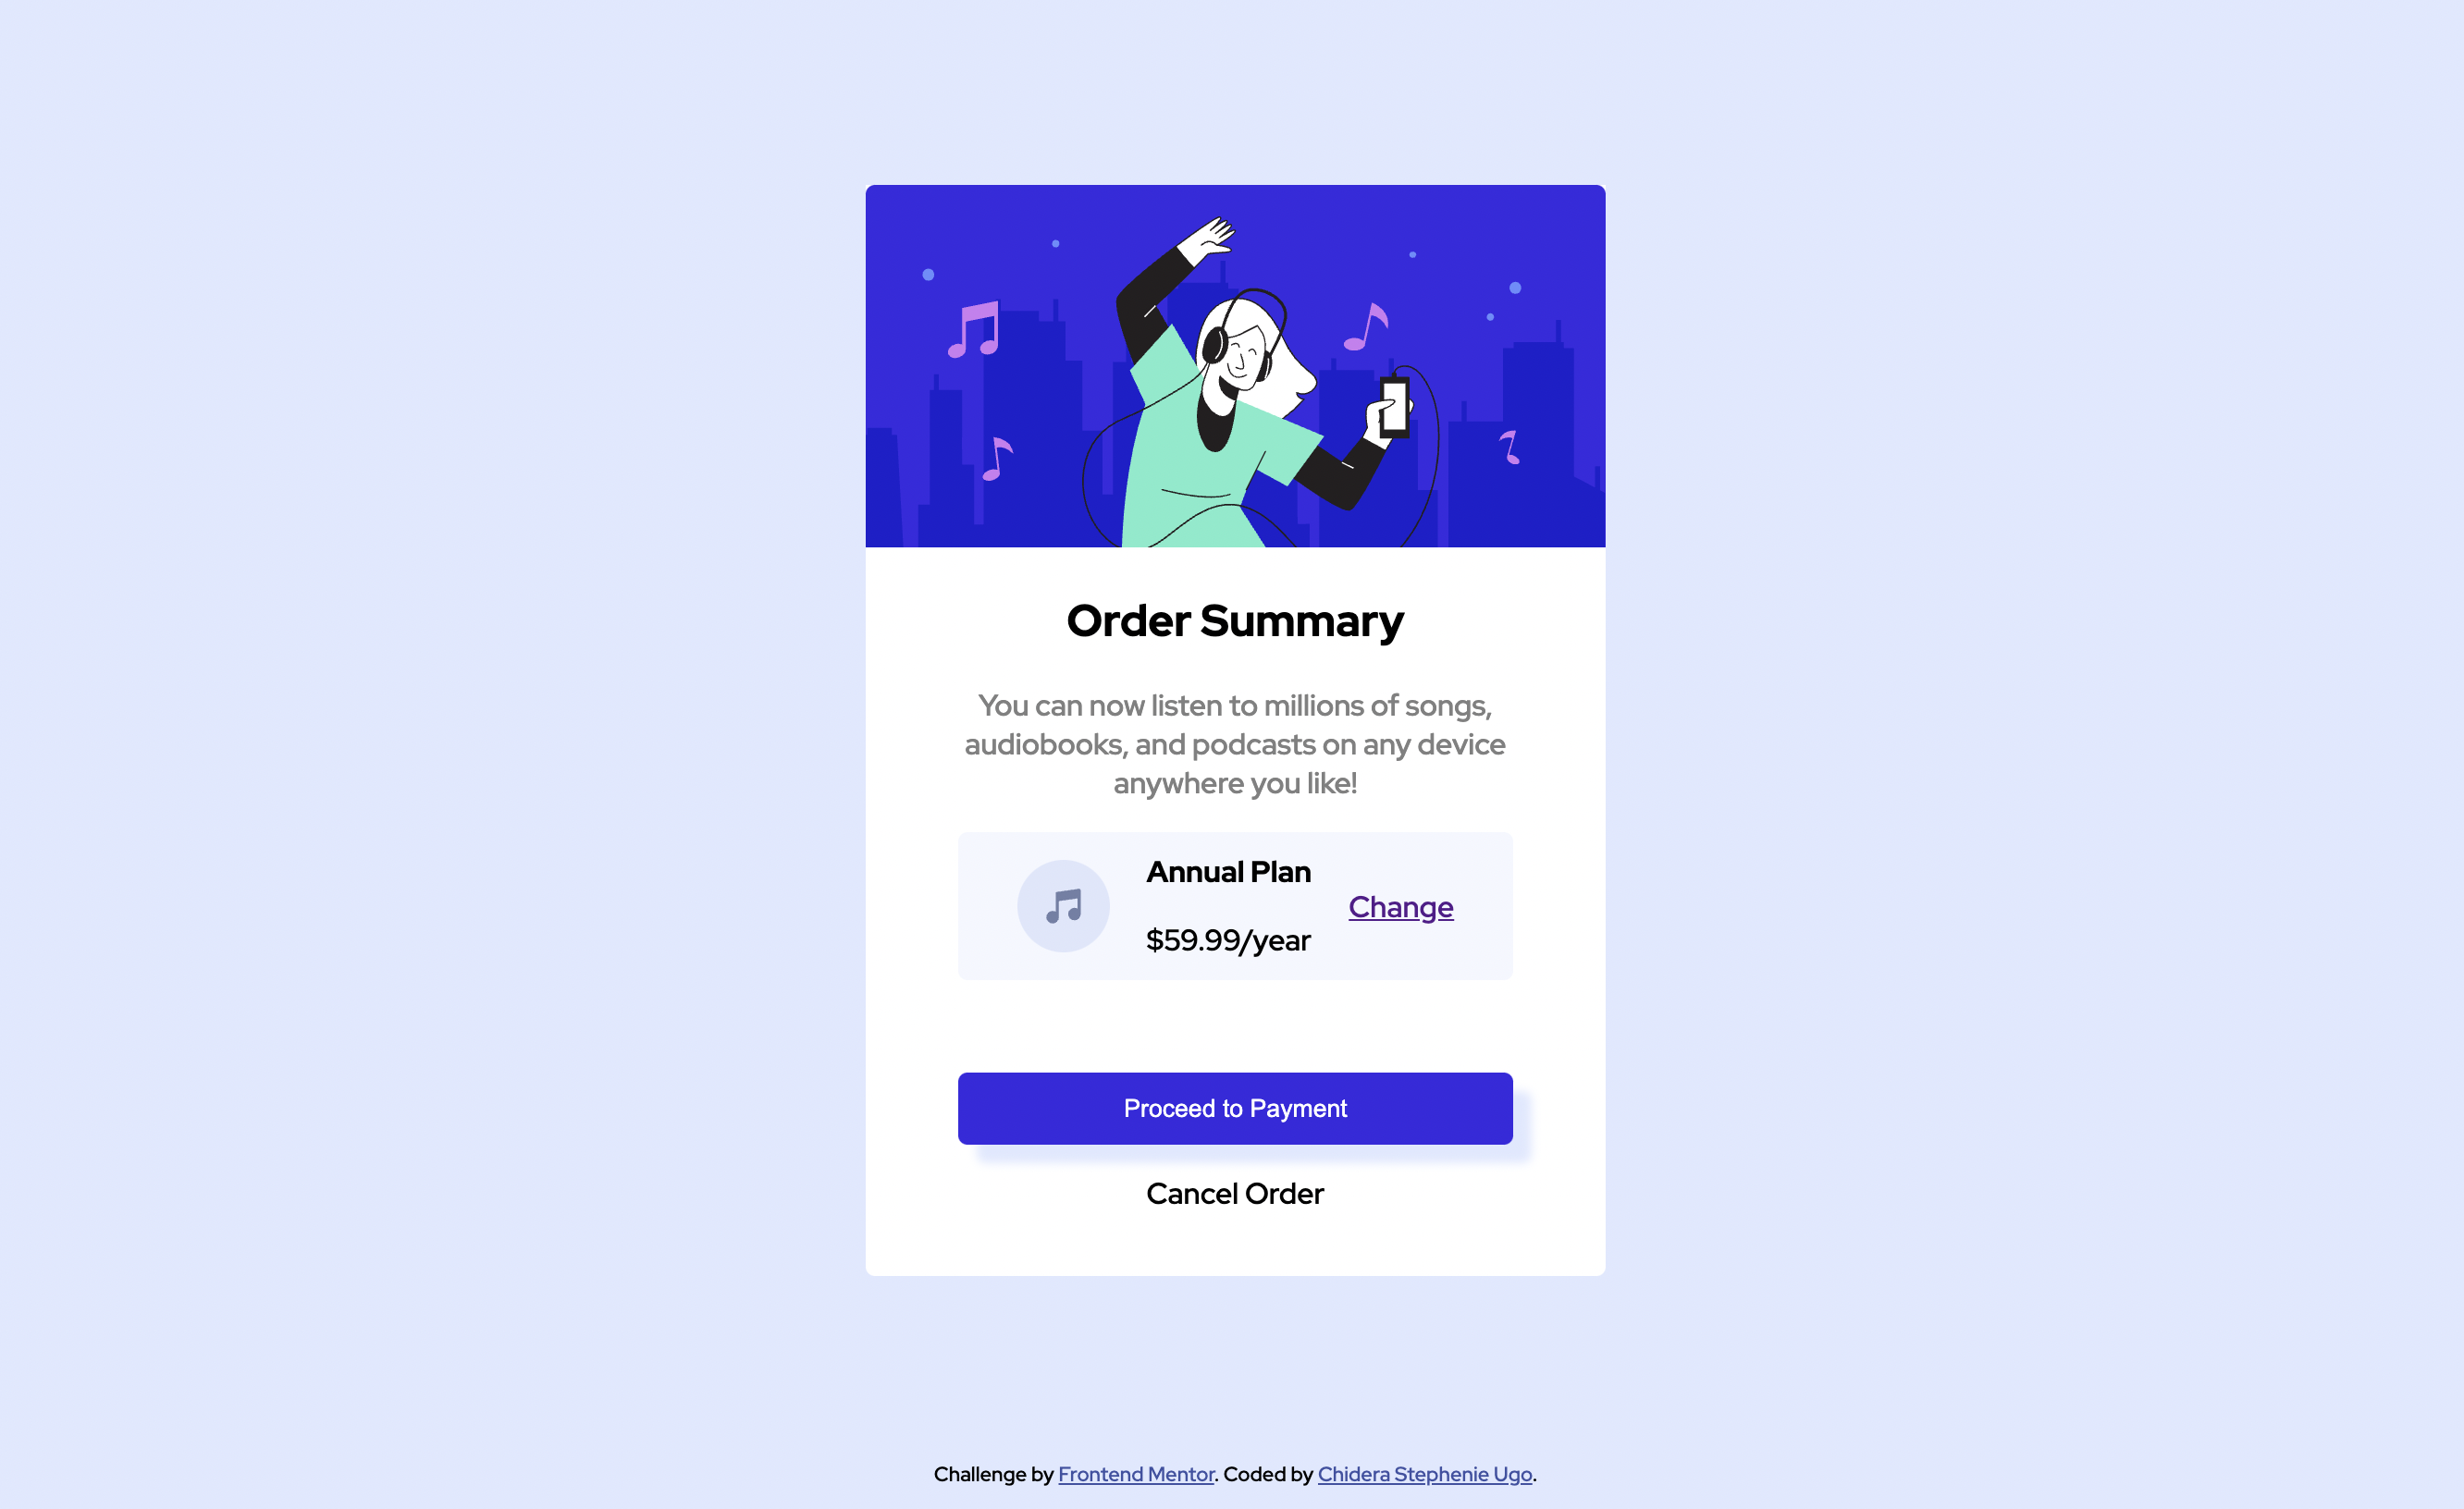 Order Summary
You can now listen to millions of songs,
audiobooks, and podcasts on any device
anywhere you like!
Annual Plan
Change
$59.99/year
Proceed to Payment
Cancel Order
Challenge by Frontend Mentor. Coded by Chidera Stephenie Ugo.